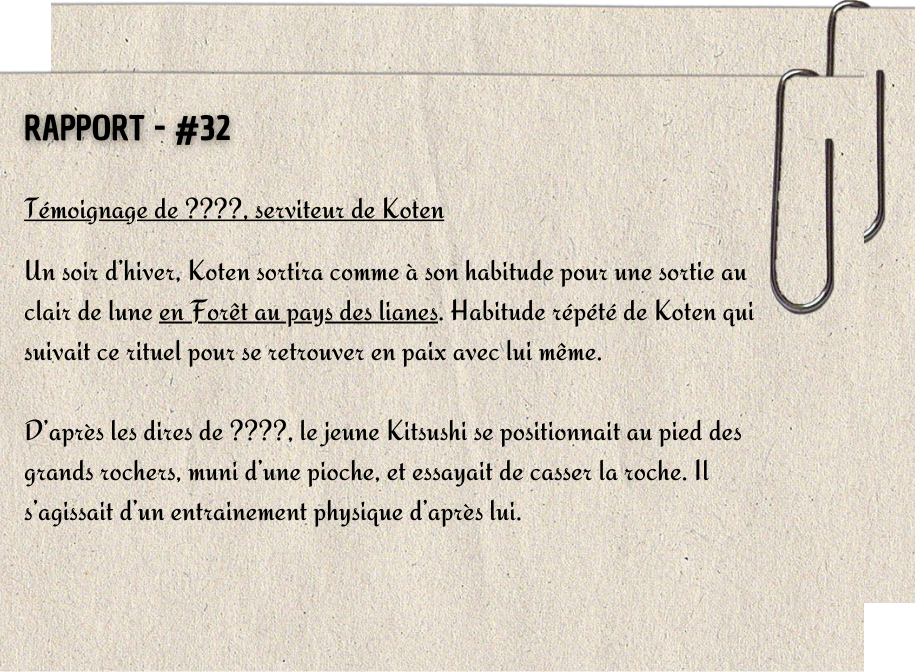 RAPPORT - #32
Témoignage de ????, serviteur de Koten
Un soir d'hiver, Koten sortira comme à son habitude pour une sortie au
clair de lune en Forêt au pays des lianes. Habitude répété de Koten qui
suivait ce rituel pour se retrouver en paix avec lui même.
D'après les dires de ????, le jeune Kitsushi se positionnait au pied des
grands rochers, muni d'une pioche, et essayait de casser la roche. Il
s'agissait d'un entrainement physique d'après lui.